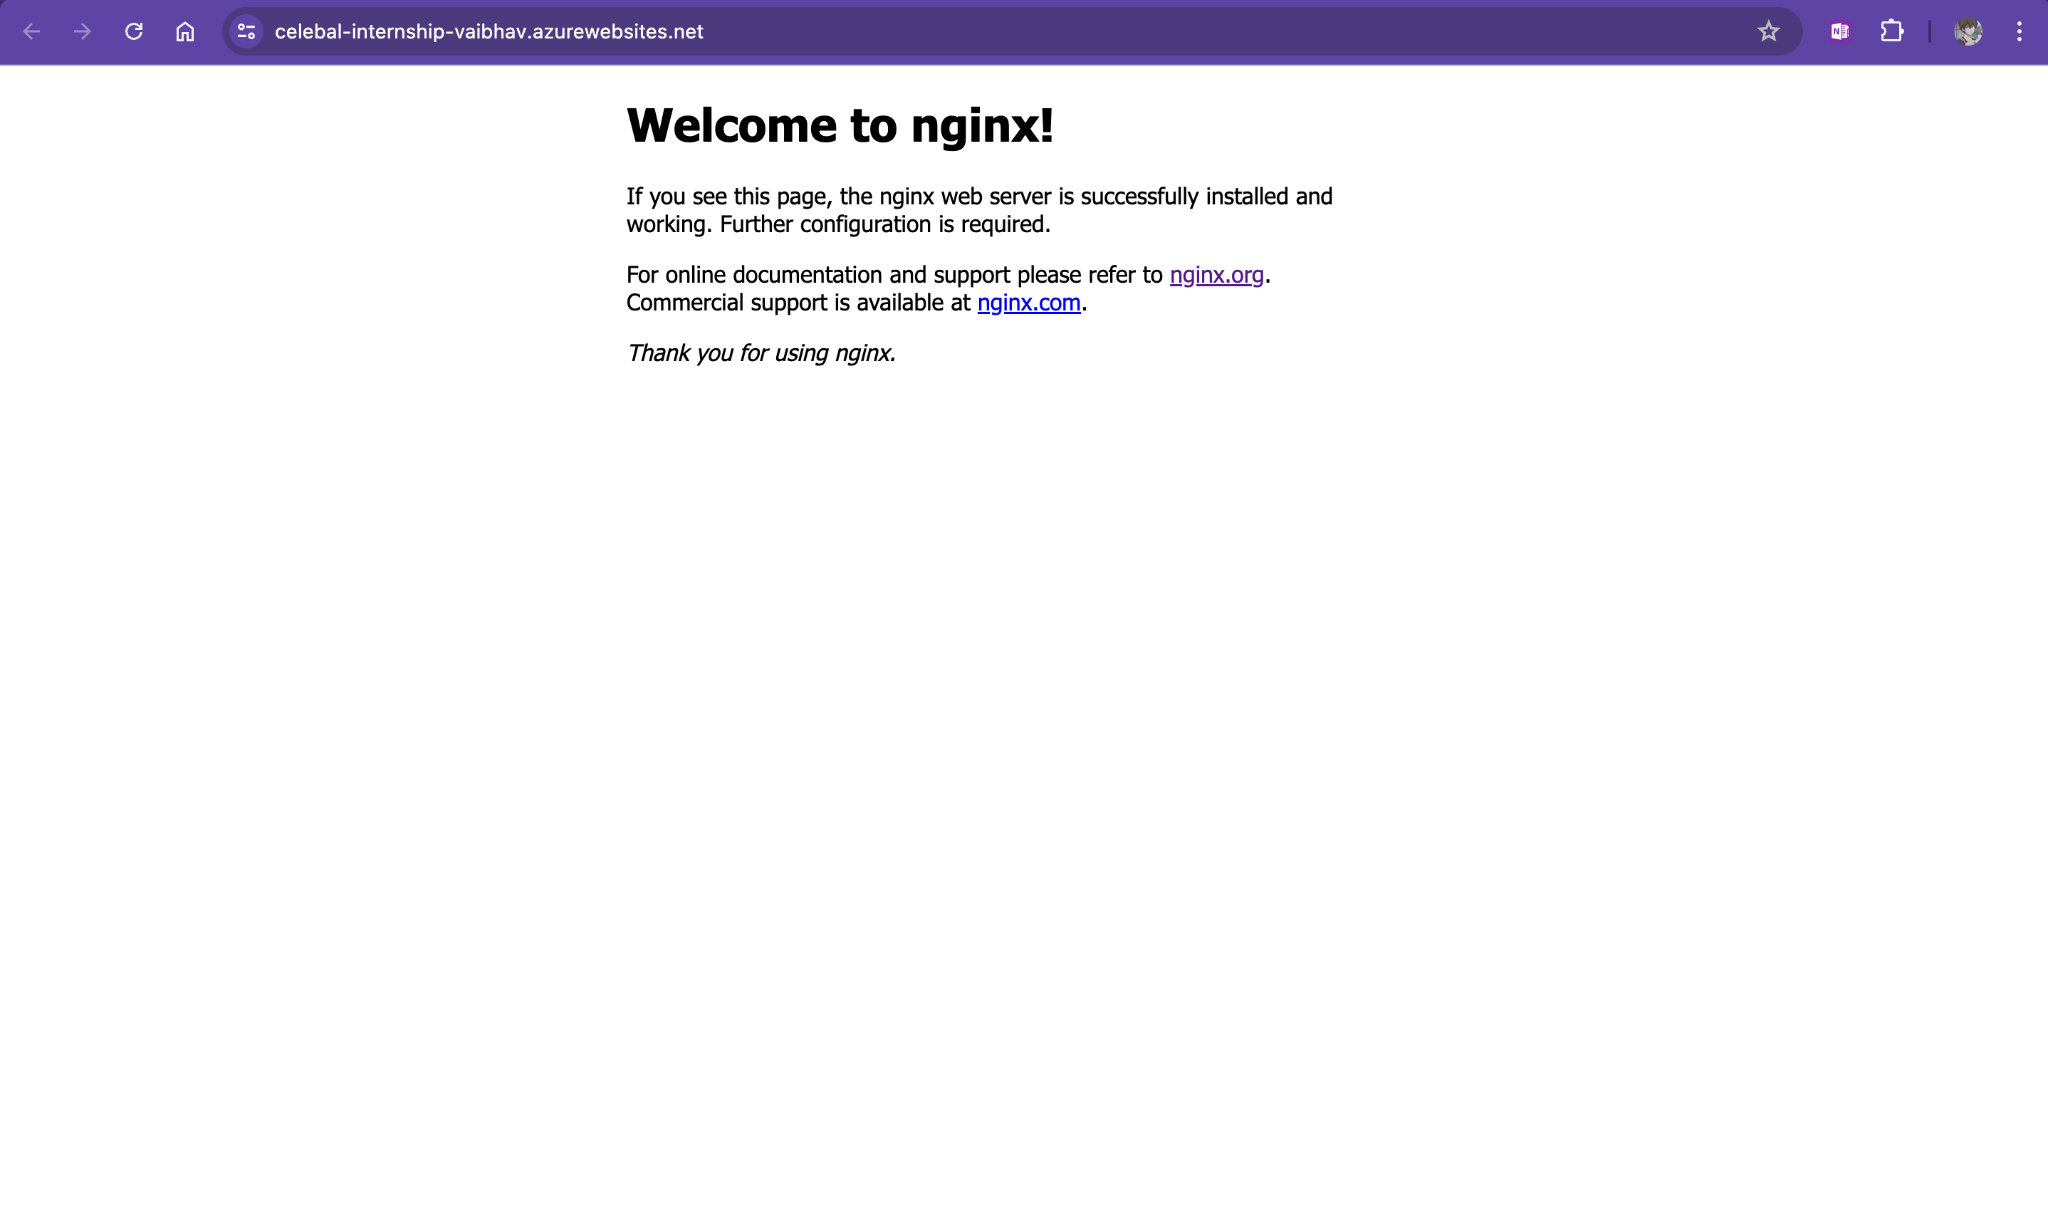 celebal-internship-vaibhav.azurewebsites.net
Welcome to nginx!
If you see this page, the nginx web server is successfully installed and
working. Further configuration is required.
For online documentation and support please refer to nginx.org.
Commercial support is available at nginx.com.
Thank you for using nginx.